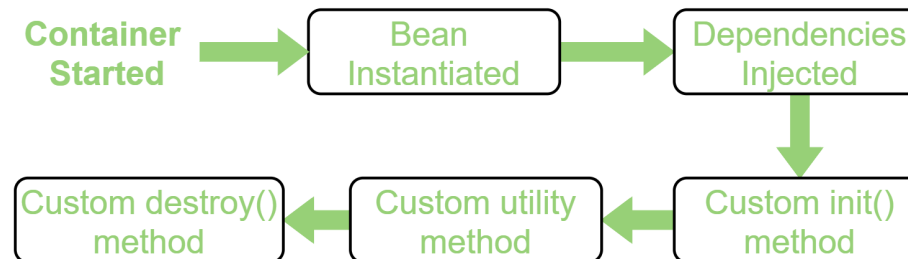 Container
Started
Bean
Instantiated
Dependencies
Injected
Custom init()
method
Custom utility
method
Custom destroy()
method